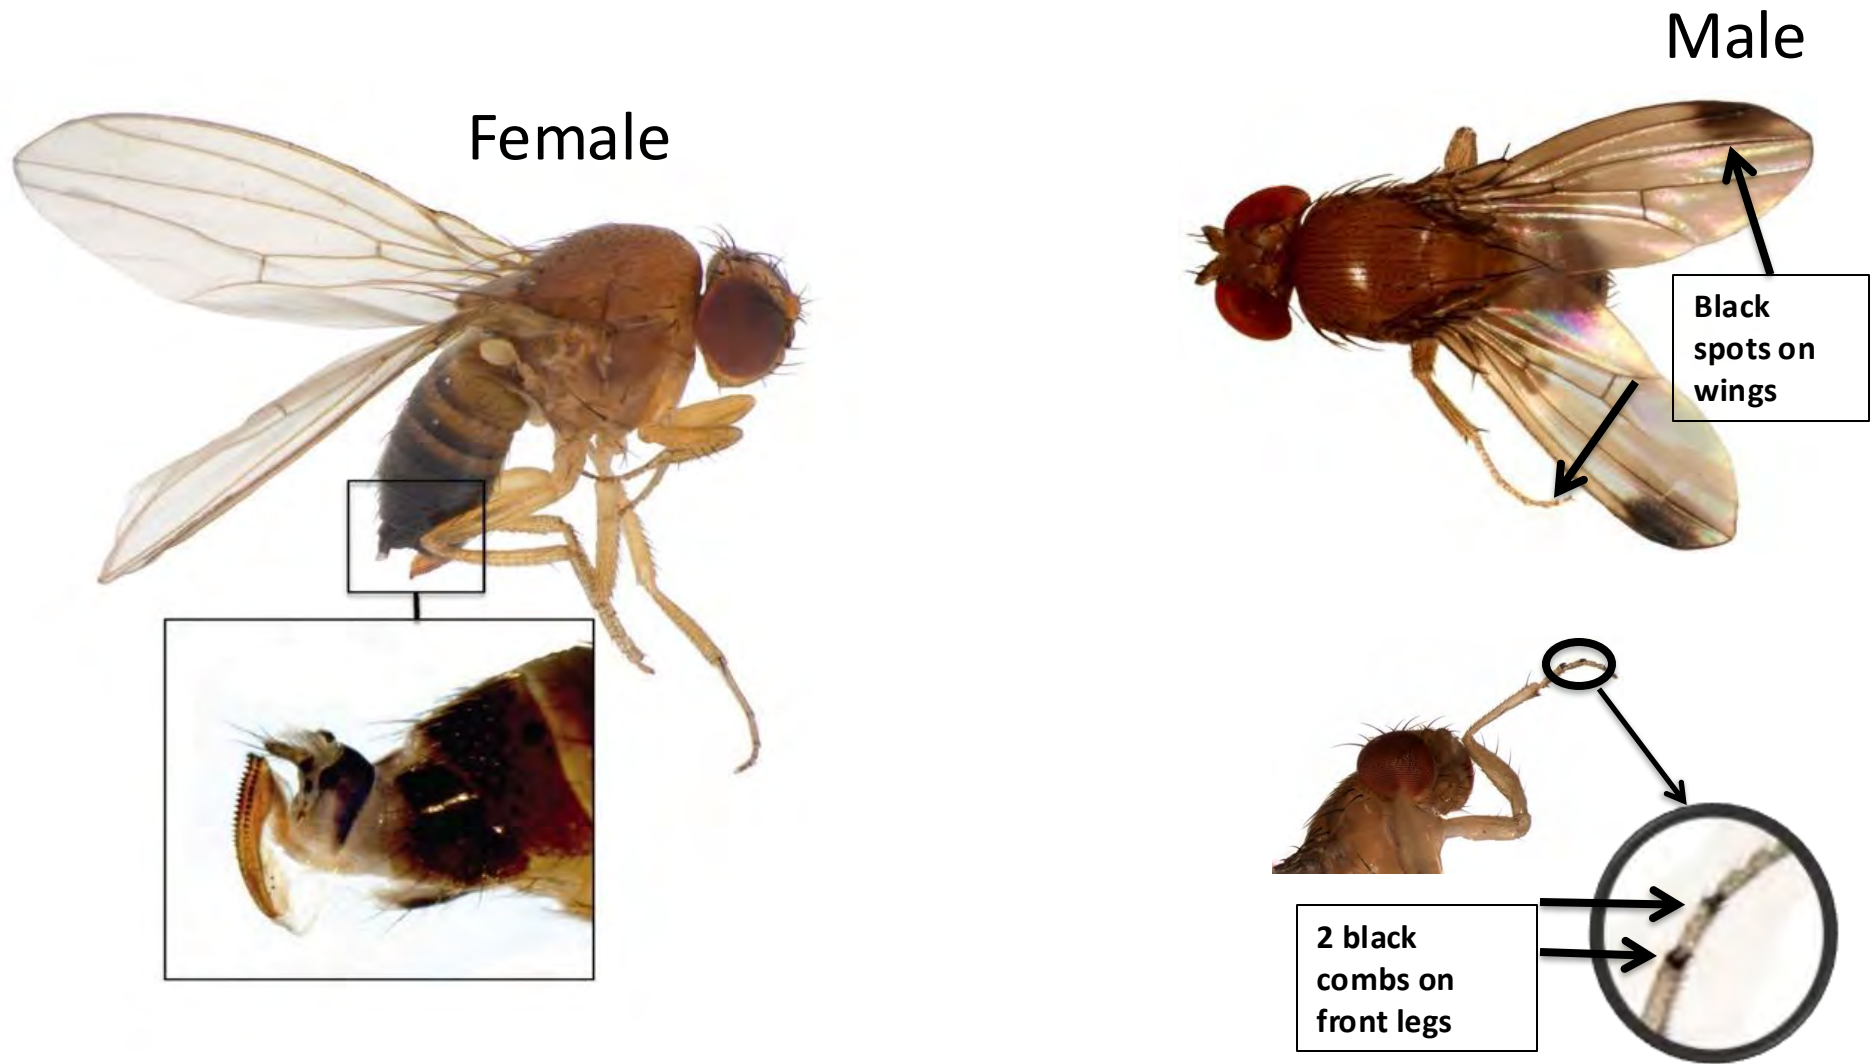 Female
Male
Black
spots on
wings
2 black
combs on
front legs